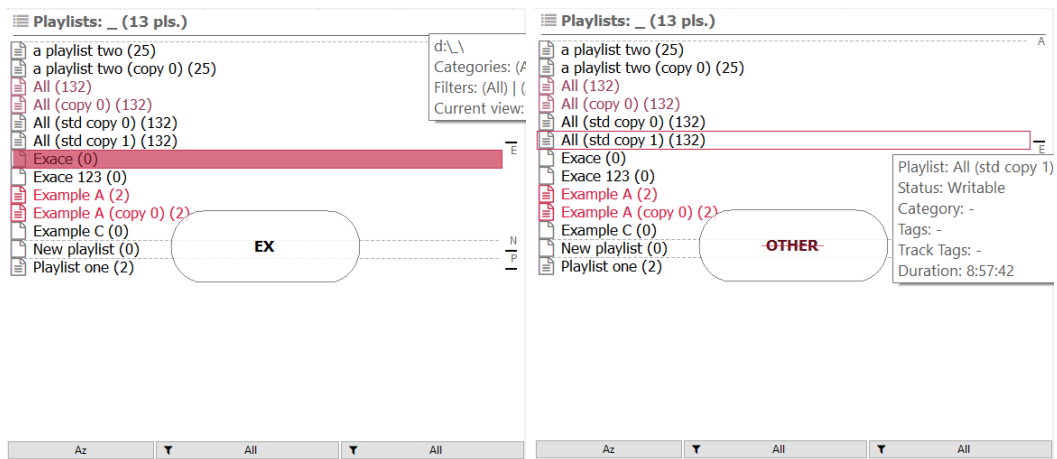 Playlists: _ (13 pls.)
a playlist two (25)
a playlist two (copy 0) (25)
All (132)
All (copy 0) (132)
All (std copy 0) (132)
All (std copy 1) (132)
E
Exace (0)
Exace 123 (0)
Example A (2)
Example A (copy 0) (2)
Example C (0)
N
New playlist (0)
P
Playlist one (2)
d:\_\
Categories: (A
Filters: (All) | (
Current view:
EX
Az
All
All
Playlists: _ (13 pls.)
A
a playlist two (25)
a playlist two (copy 0) (25)
All (132)
All (copy 0) (132)
All (std copy 0) (132)
All (std copy 1) (132)
E
Exace (0)
Exace 123 (0)
Example A (2)
Example A (copy 0) (2)
Example C (0)
New playlist (0)
Playlist one (2)
Playlist: All (std copy 1)
Status: Writable
Category: -
Tags: -
Track Tags: -
Duration: 8:57:42
OTHER
Az
All
All